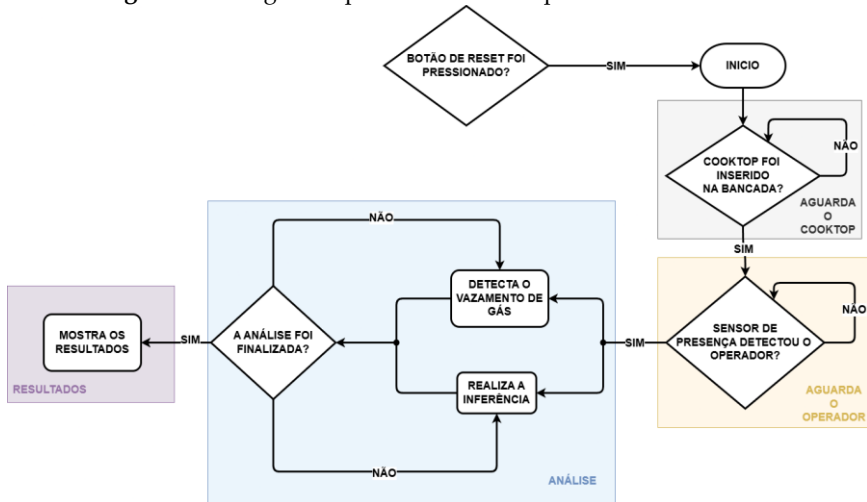 BOTÃO DE RESET FOI
PRESSIONADO?
SIM
INICIO
COOKTOP FOI
INSERIDO
NA BANCADA?
NÃO
AGUARDA
O
COOKTOP
SIM
SENSOR DE
PRESENÇA DETECTOU O
OPERADOR?
NÃO
AGUARDA
O
OPERADOR
SIM
NÃO
DETECTA O
VAZAMENTO DE
GÁS
A ANÁLISE FOI
FINALIZADA?
REALIZA A
INFERÊNCIA
NÃO
ANÁLISE
SIM
MOSTRA OS
RESULTADOS
RESULTADOS